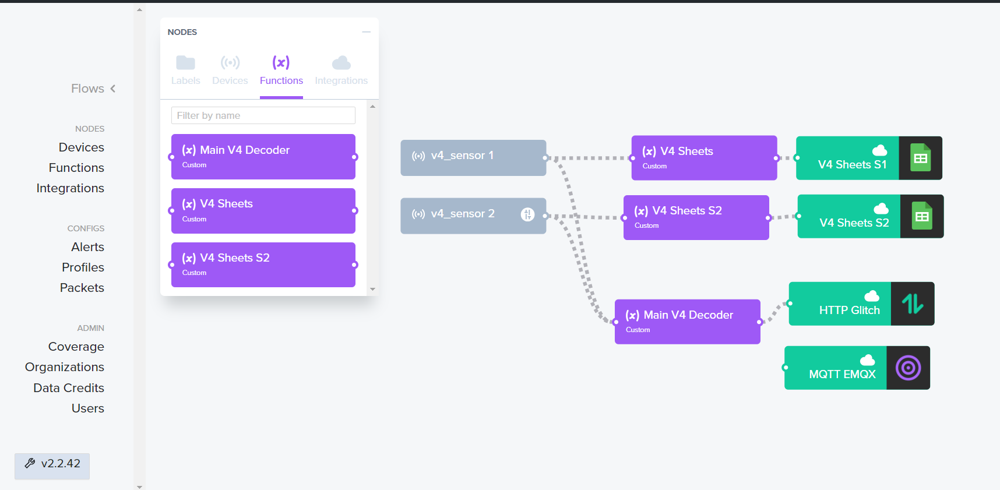 Flows
NODES
Devices
Functions
Integrations
CONFIGS
Alerts
Profiles
Packets
ADMIN
Coverage
Organizations
Data Credits
Users
v2.2.42
NODES
Labels
Devices
(x)
Functions
Integrations
Filter by name
(x) Main V4 Decoder
Custom
(x) V4 Sheets
Custom
(x) V4 Sheets S2
Custom
v4_sensor 1
v4_sensor 2
(x) V4 Sheets
Custom
(x) V4 Sheets S2
Custom
(x) Main V4 Decoder
Custom
V4 Sheets S1
V4 Sheets S2
HTTP Glitch
MQTT EMQX